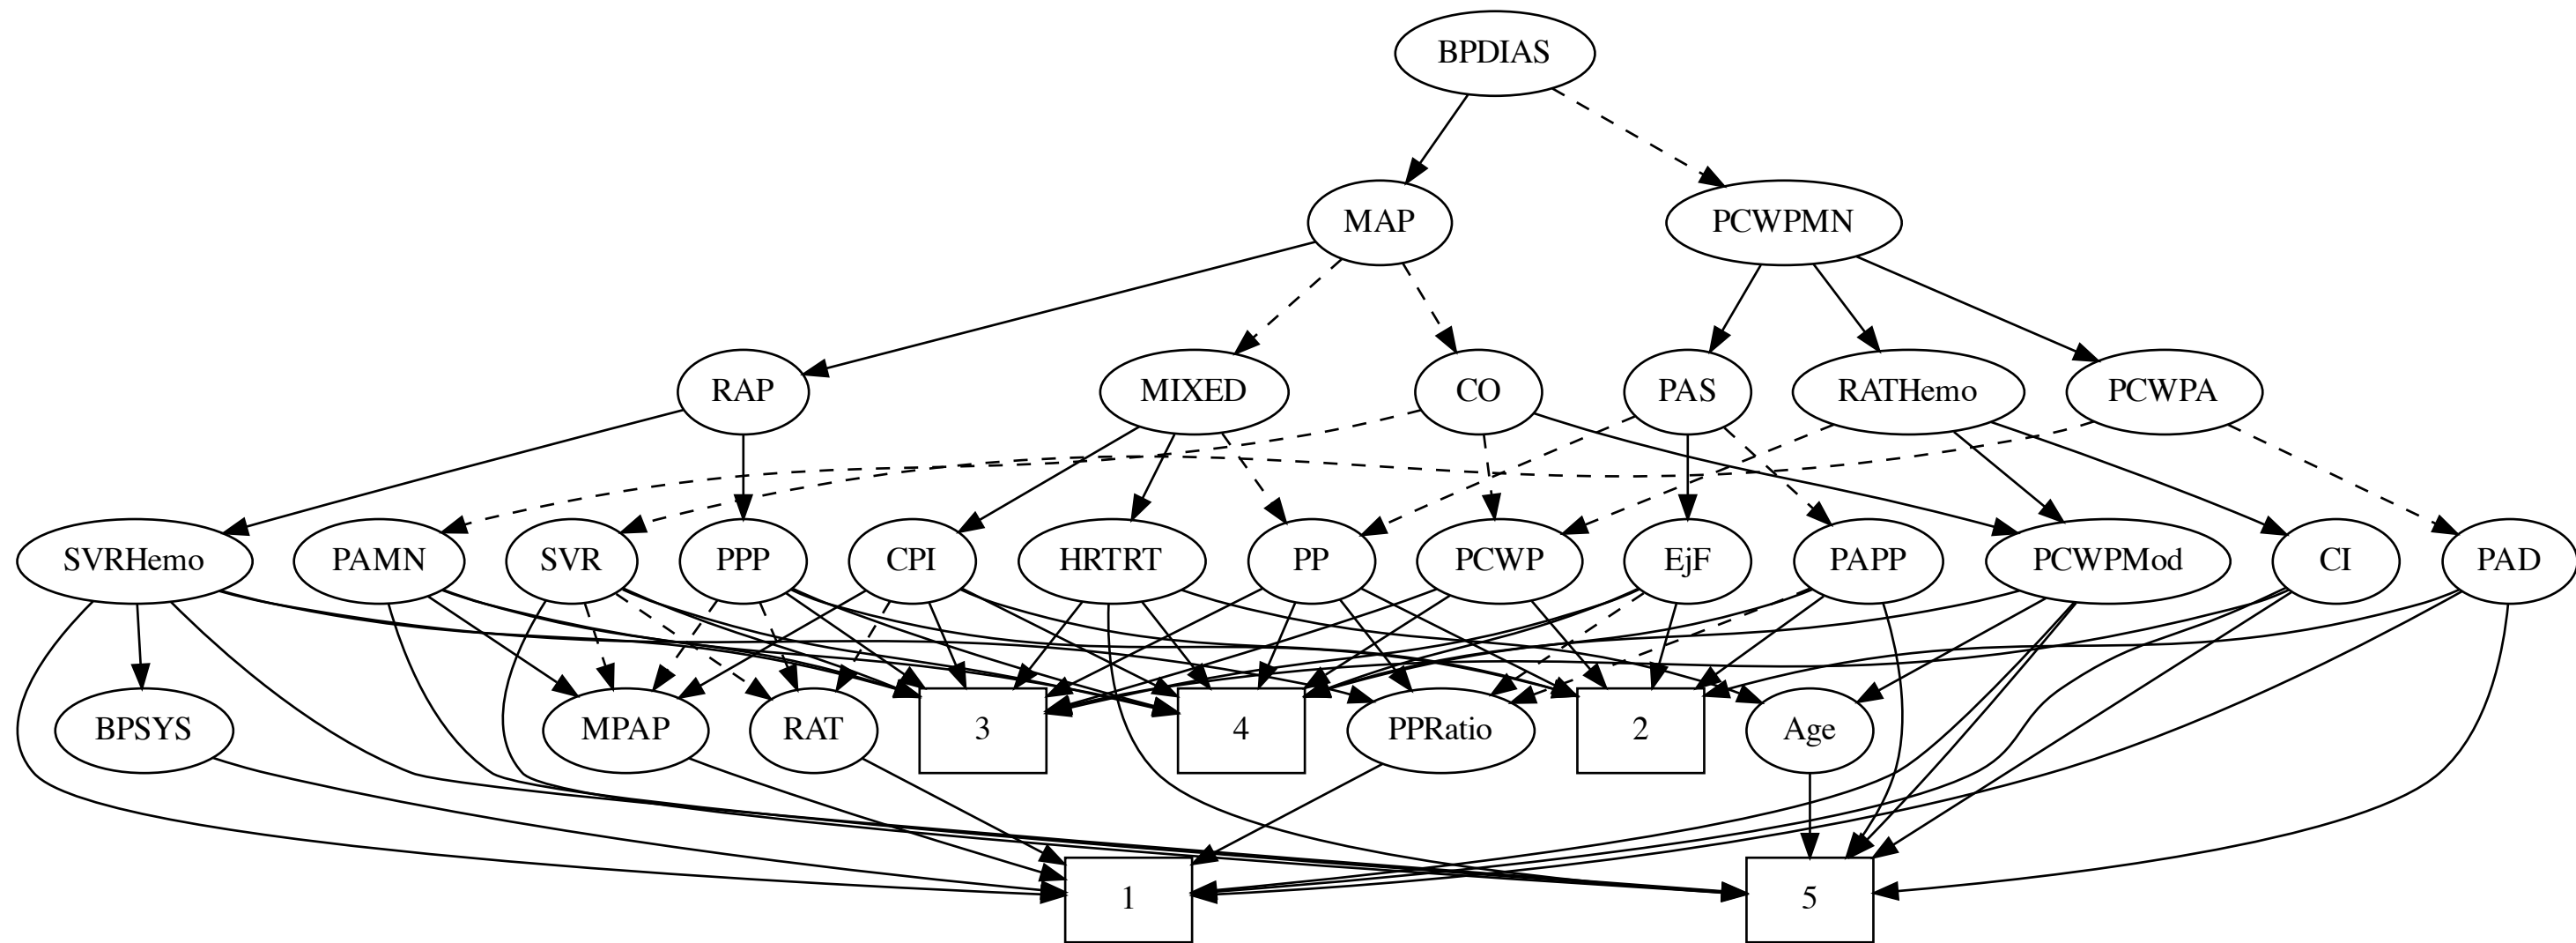 BPDIAS
MAP
PCWPMN
RAP
MIXED
CO
PAS
RATHemo
PCWPA
SVRHemo
PAMN
SVR
PPP
CPI
HRTRT
PP
PCWP
EjF
PAPP
PCWPMod
CI
PAD
BPSYS
MPAP
RAT
3
4
PPRatio
2
Age
1
5